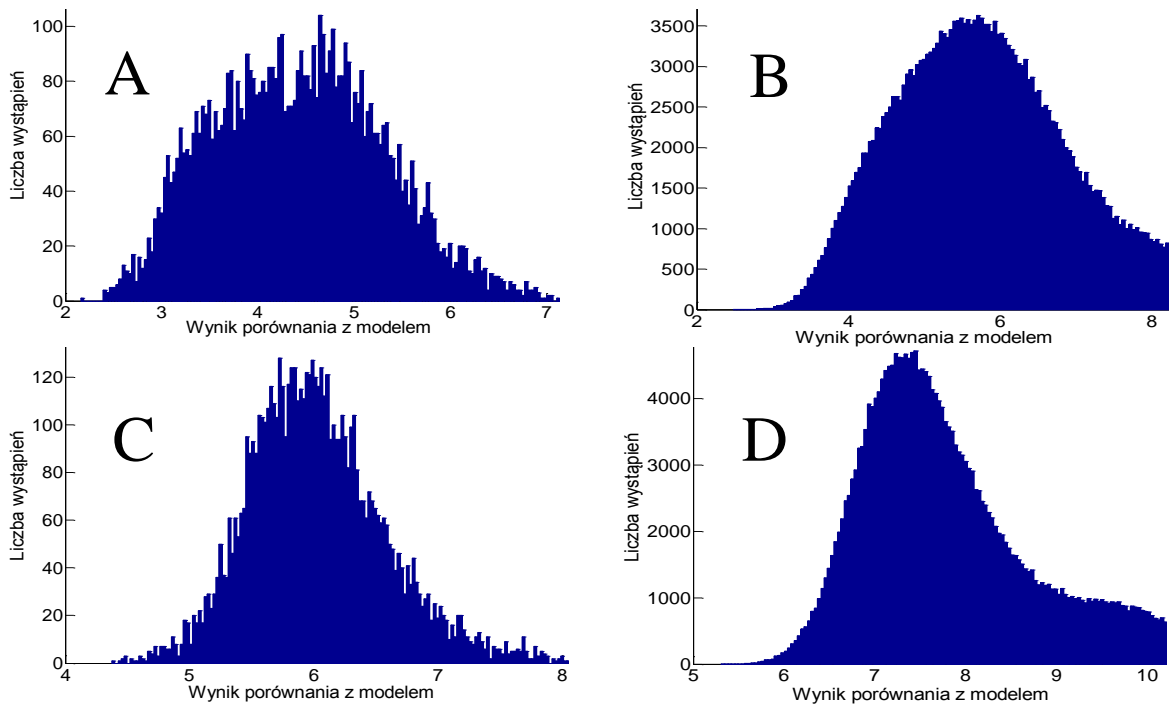 100
80
60
40
20
0
2 3 4 5 6 7
Liczba wystąpień
Wynik porównania z modelem
A
3500
3000
2500
2000
1500
1000
500
0
2 4 6 8
Liczba wystąpień
Wynik porównania z modelem
B
120
100
80
60
40
20
0
4 5 6 7 8
Liczba wystąpień
Wynik porównania z modelem
C
4000
3000
2000
1000
0
5 6 7 8 9 10
Liczba wystąpień
Wynik porównania z modelem
D